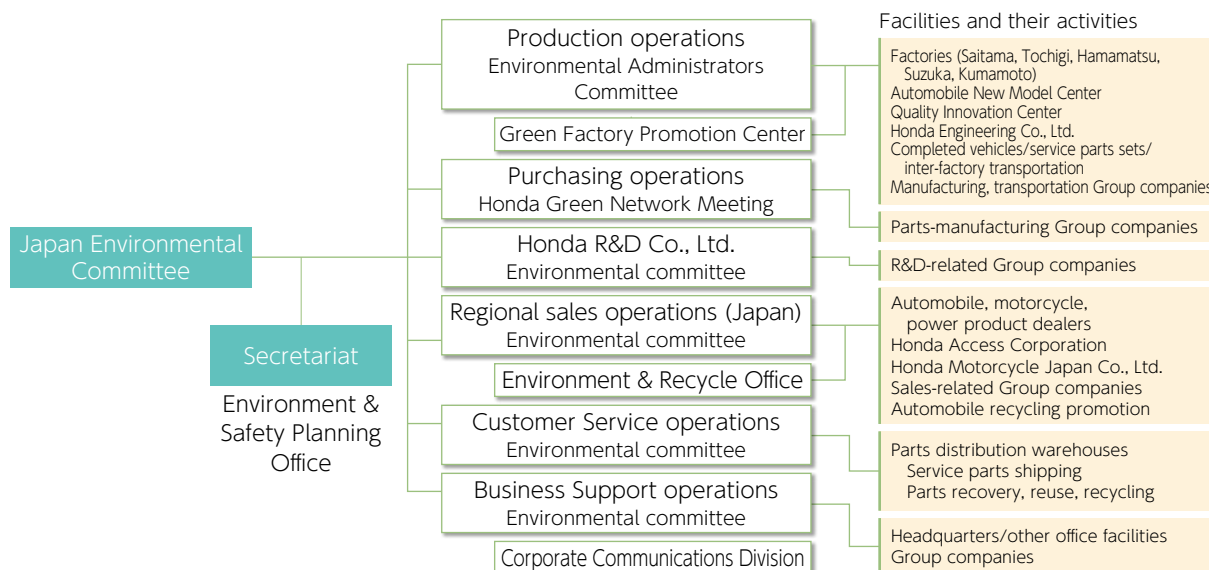 Japan Environmental
Committee
Secretariat
Environment &
Safety Planning
Office
Production operations
Environmental Administrators
Committee
Green Factory Promotion Center
Purchasing operations
Honda Green Network Meeting
Honda R&D Co., Ltd.
Environmental committee
Regional sales operations (Japan)
Environmental committee
Environment & Recycle Office
Customer Service operations
Environmental committee
Business Support operations
Environmental committee
Corporate Communications Division
Facilities and their activities
Factories (Saitama, Tochigi, Hamamatsu,
Suzuka, Kumamoto)
Automobile New Model Center
Quality Innovation Center
Honda Engineering Co., Ltd.
Completed vehicles/service parts sets/
inter-factory transportation
Manufacturing, transportation Group companies
Parts-manufacturing Group companies
R&D-related Group companies
Automobile, motorcycle,
power product dealers
Honda Access Corporation
Honda Motorcycle Japan Co., Ltd.
Sales-related Group companies
Automobile recycling promotion
Parts distribution warehouses
Service parts shipping
Parts recovery, reuse, recycling
Headquarters/other office facilities
Group companies